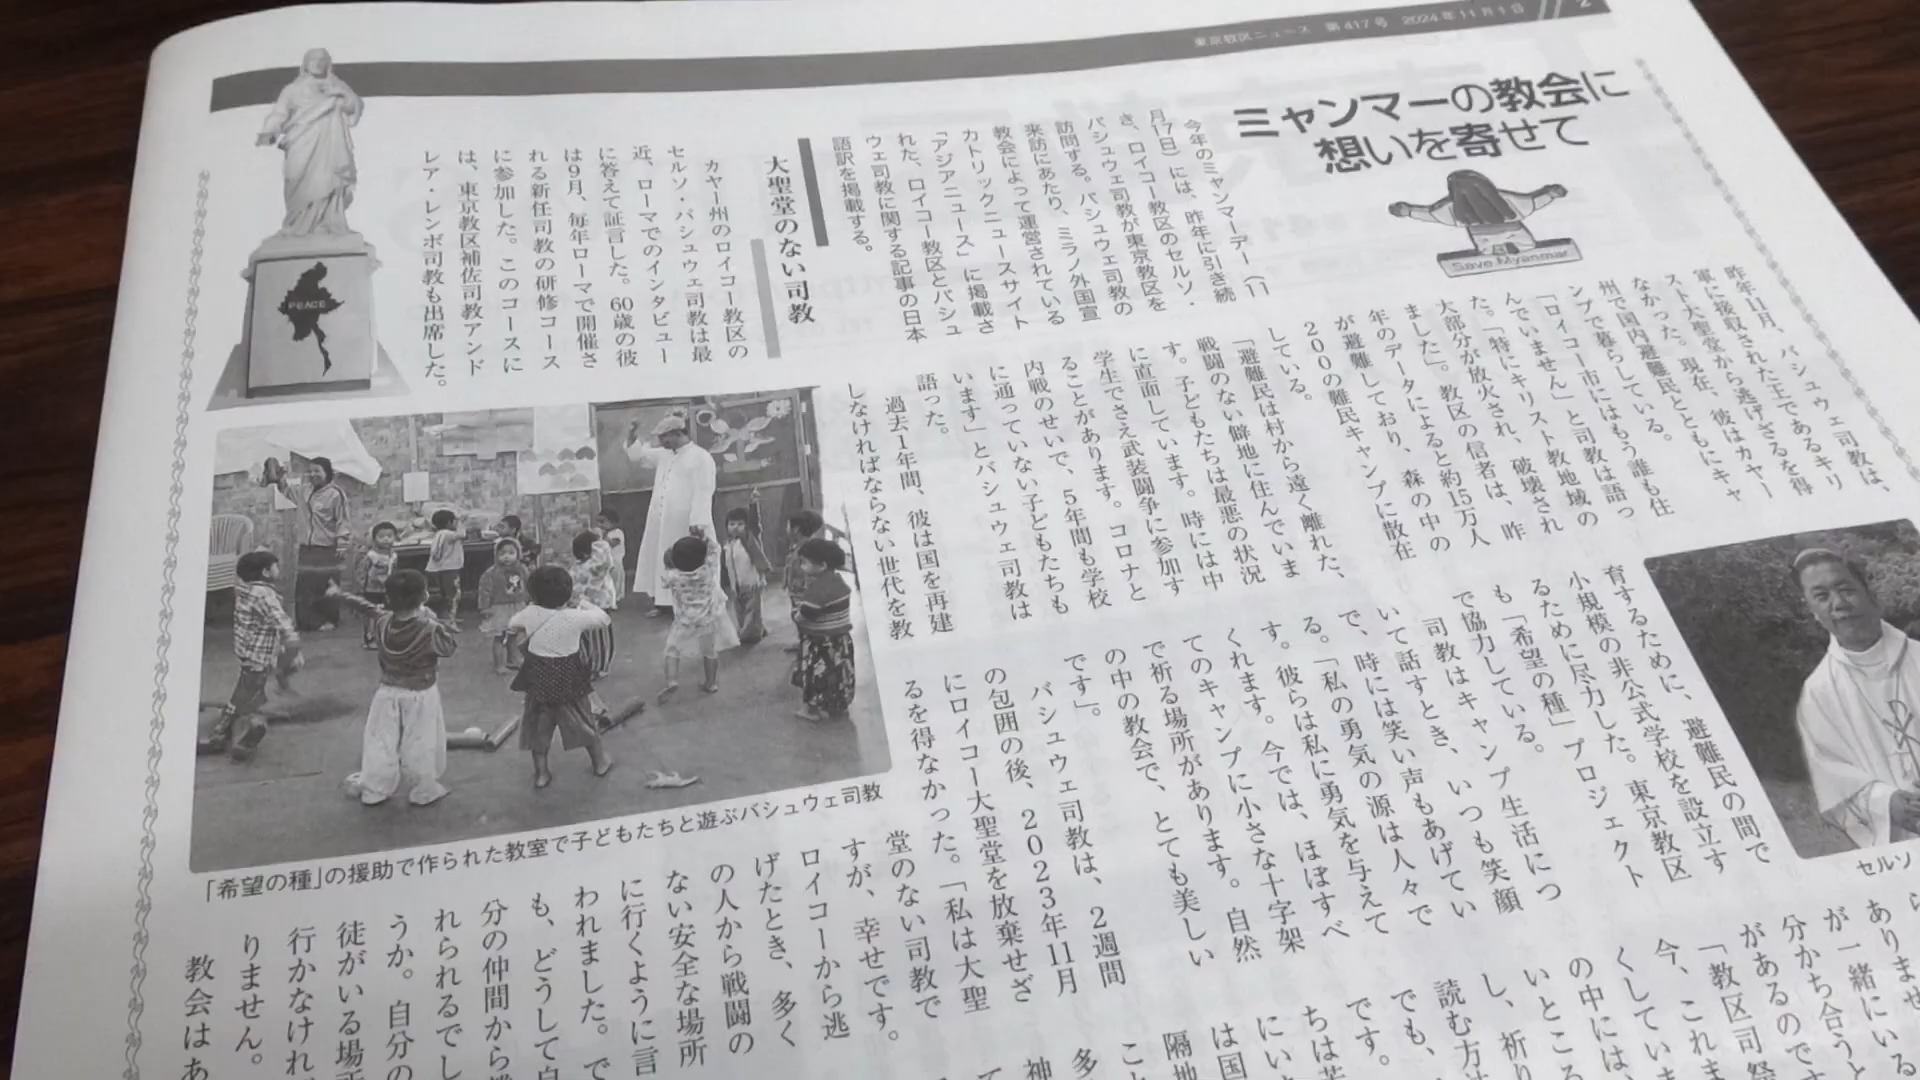 東京教区ニュース 第417号 2024年11月1日 2
ミャンマーの教会に
想いを寄せて
Save Myanmar
今年のミャンマーデー(11
月17日)には、昨年に引き続
き、ロイコー教区のセルソ・
バシュウェ司教が東京教区を
訪問する。バシュウェ司教の
来訪にあたり、ミラノ外国宣
教会によって運営されている
カトリックニュースサイト
「アジアニュース」に掲載さ
れた、ロイコー教区とバシュ
ウェ司教に関する記事の日本
語訳を掲載する。
大聖堂のない司教
カヤー州のロイコー教区の
セルソ・バシュウェ司教は最
近、ローマでのインタビュー
に答えて証言した。60歳の彼
は9月、毎年ローマで開催さ
れる新任司教の研修コース
に参加した。このコースに
は、東京教区補佐司教アンド
レア・レンボ司教も出席した。
PEACE
昨年11月、バシュウェ司教は、
軍に接収された王であるキリ
スト大聖堂から逃げざるを得
なかった。現在、彼はカヤー
州で国内避難民とともにキャ
ンプで暮らしている。
「ロイコー市にはもう誰も住
んでいません」と司教は語っ
た。「特にキリスト教地域の
大部分が放火され、破壊され
ました」。教区の信者は、昨
年のデータによると約15万人
が避難しており、森の中の
200の難民キャンプに散在
している。
「避難民は村から遠く離れた、
戦闘のない僻地に住んでいま
す。子どもたちは最悪の状況
に直面しています。時には中
学生でさえ武装闘争に参加す
ることがあります。コロナと
内戦のせいで、5年間も学校
に通っていない子どもたちも
います」とバシュウェ司教は
語った。
過去1年間、彼は国を再建
しなければならない世代を教
育するために、避難民の間で
小規模の非公式学校を設立す
るために尽力した。東京教区
も「希望の種」プロジェクト
で協力している。
司教はキャンプ生活につ
いて話すとき、いつも笑顔
で、時には笑い声もあげてい
る。「私の勇気の源は人々で
す。彼らは私に勇気を与えて
くれます。今では、ほぼすべ
てのキャンプに小さな十字架
で祈る場所があります。自然
の中の教会で、とても美しい
です」。
バシュウェ司教は、2週間
の包囲の後、2023年11月
にロイコー大聖堂を放棄せざ
るを得なかった。「私は大聖
堂のない司教で
すが、幸せです。
ロイコーから逃
げたとき、多く
の人から戦闘の
ない安全な場所
に行くように言
われました。で
も、どうして自
分の仲間から
れられるでし
うか。自分の
徒がいる場
行かなけれ
りません。
教会はあ
「希望の種」の援助で作られた教室で子どもたちと遊ぶバシュウェ司教
セルソ
ありませ
が一緒にいる
分かち合うと
があるのです
「教区司祭
今、これま
くしていま
の中には、
いところ
し、祈り
読む方法
でも、
です。
ちは苦
にい
は国
隔地
こと
多
神